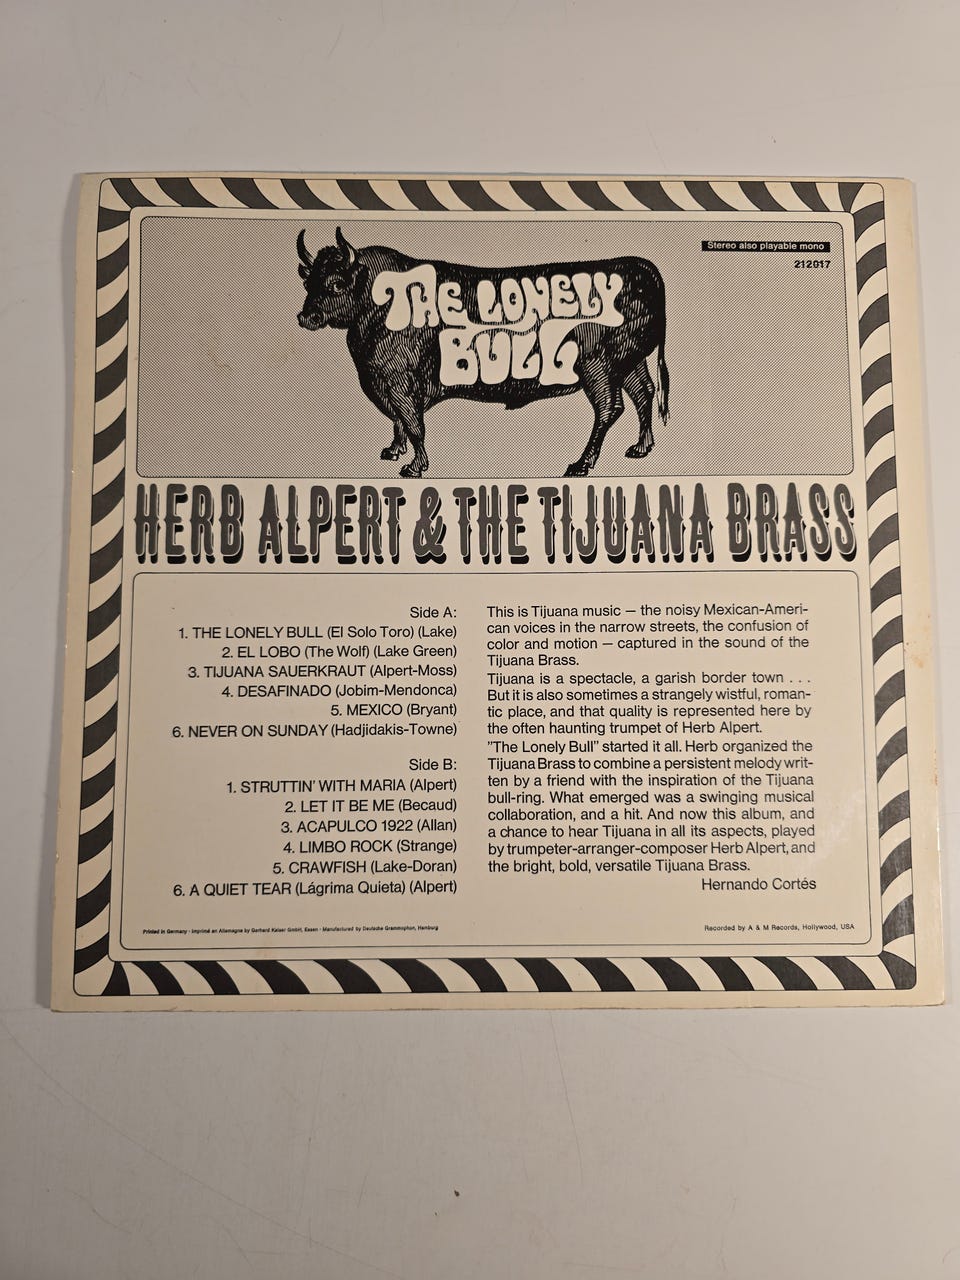 Stereo also playable mono
212017
THE LONELY
BULL
HERB ALPERT & THE TIJUANA BRASS
Side A:
1. THE LONELY BULL (El Solo Toro) (Lake)
2. EL LOBO (The Wolf) (Lake Green)
3. TIJUANA SAUERKRAUT (Alpert-Moss)
4. DESAFINADO (Jobim-Mendonca)
5. MEXICO (Bryant)
6. NEVER ON SUNDAY (Hadjidakis-Towne)
Side B:
1. STRUTTIN' WITH MARIA (Alpert)
2. LET IT BE ME (Becaud)
3. ACAPULCO 1922 (Allan)
4. LIMBO ROCK (Strange)
5. CRAWFISH (Lake-Doran)
6. A QUIET TEAR (Lágrima Quieta) (Alpert)
This is Tijuana music — the noisy Mexican-Ameri-
can voices in the narrow streets, the confusion of
color and motion — captured in the sound of the
Tijuana Brass.
Tijuana is a spectacle, a garish border town . . .
But it is also sometimes a strangely wistful, roman-
tic place, and that quality is represented here by
the often haunting trumpet of Herb Alpert.
"The Lonely Bull" started it all. Herb organized the
Tijuana Brass to combine a persistent melody writ-
ten by a friend with the inspiration of the Tijuana
bull-ring. What emerged was a swinging musical
collaboration, and a hit. And now this album, and
a chance to hear Tijuana in all its aspects, played
by trumpeter-arranger-composer Herb Alpert, and
the bright, bold, versatile Tijuana Brass.
Hernando Cortés
Printed in Germany · Imprimé en Allemagne by Gerhard Kaiser GmbH, Essen · Manufactured by Deutsche Grammophon, Hamburg
Recorded by A & M Records, Hollywood, USA